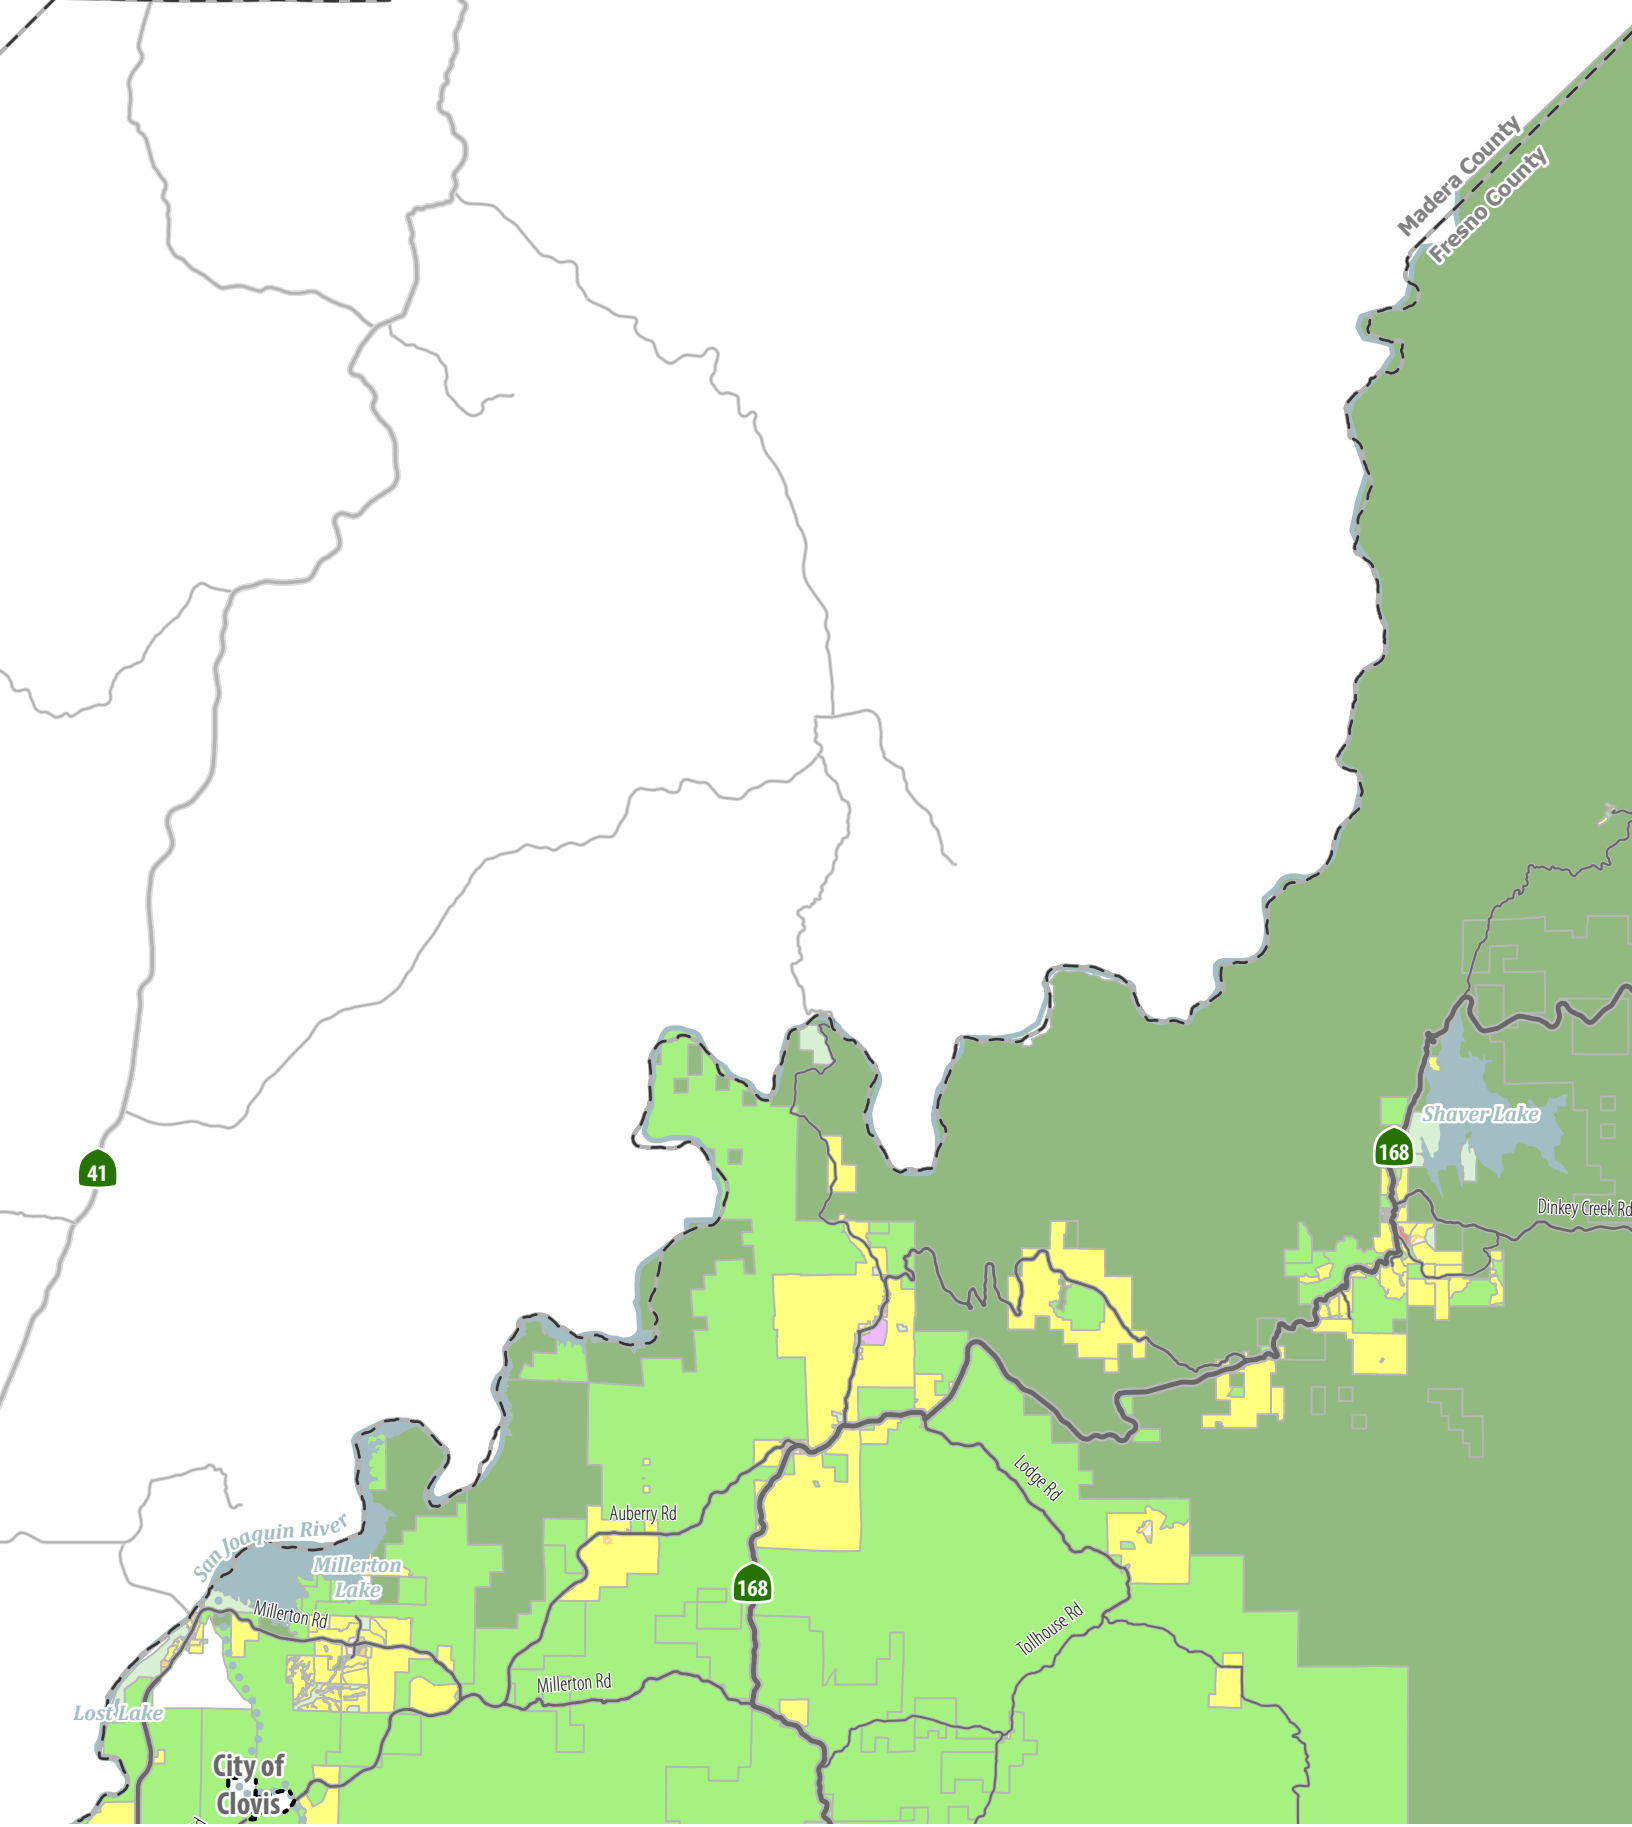 Madera County
Fresno County
Shaver Lake
168
41
Dinkey Creek Rd
Lodge Rd
Auberry Rd
San Joaquin River
Millerton
Lake
168
Millerton Rd
Tollhouse Rd
Millerton Rd
Lost Lake
City of
Clovis